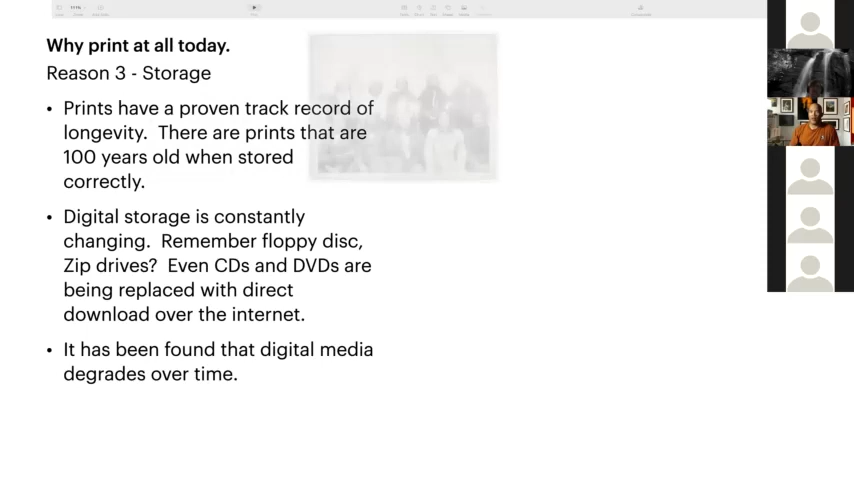 Why print at all today.
Reason 3 - Storage
• Prints have a proven track record of
longevity.  There are prints that are
100 years old when stored
correctly.
• Digital storage is constantly
changing.  Remember floppy disc,
Zip drives?  Even CDs and DVDs are
being replaced with direct
download over the internet.
• It has been found that digital media
degrades over time.